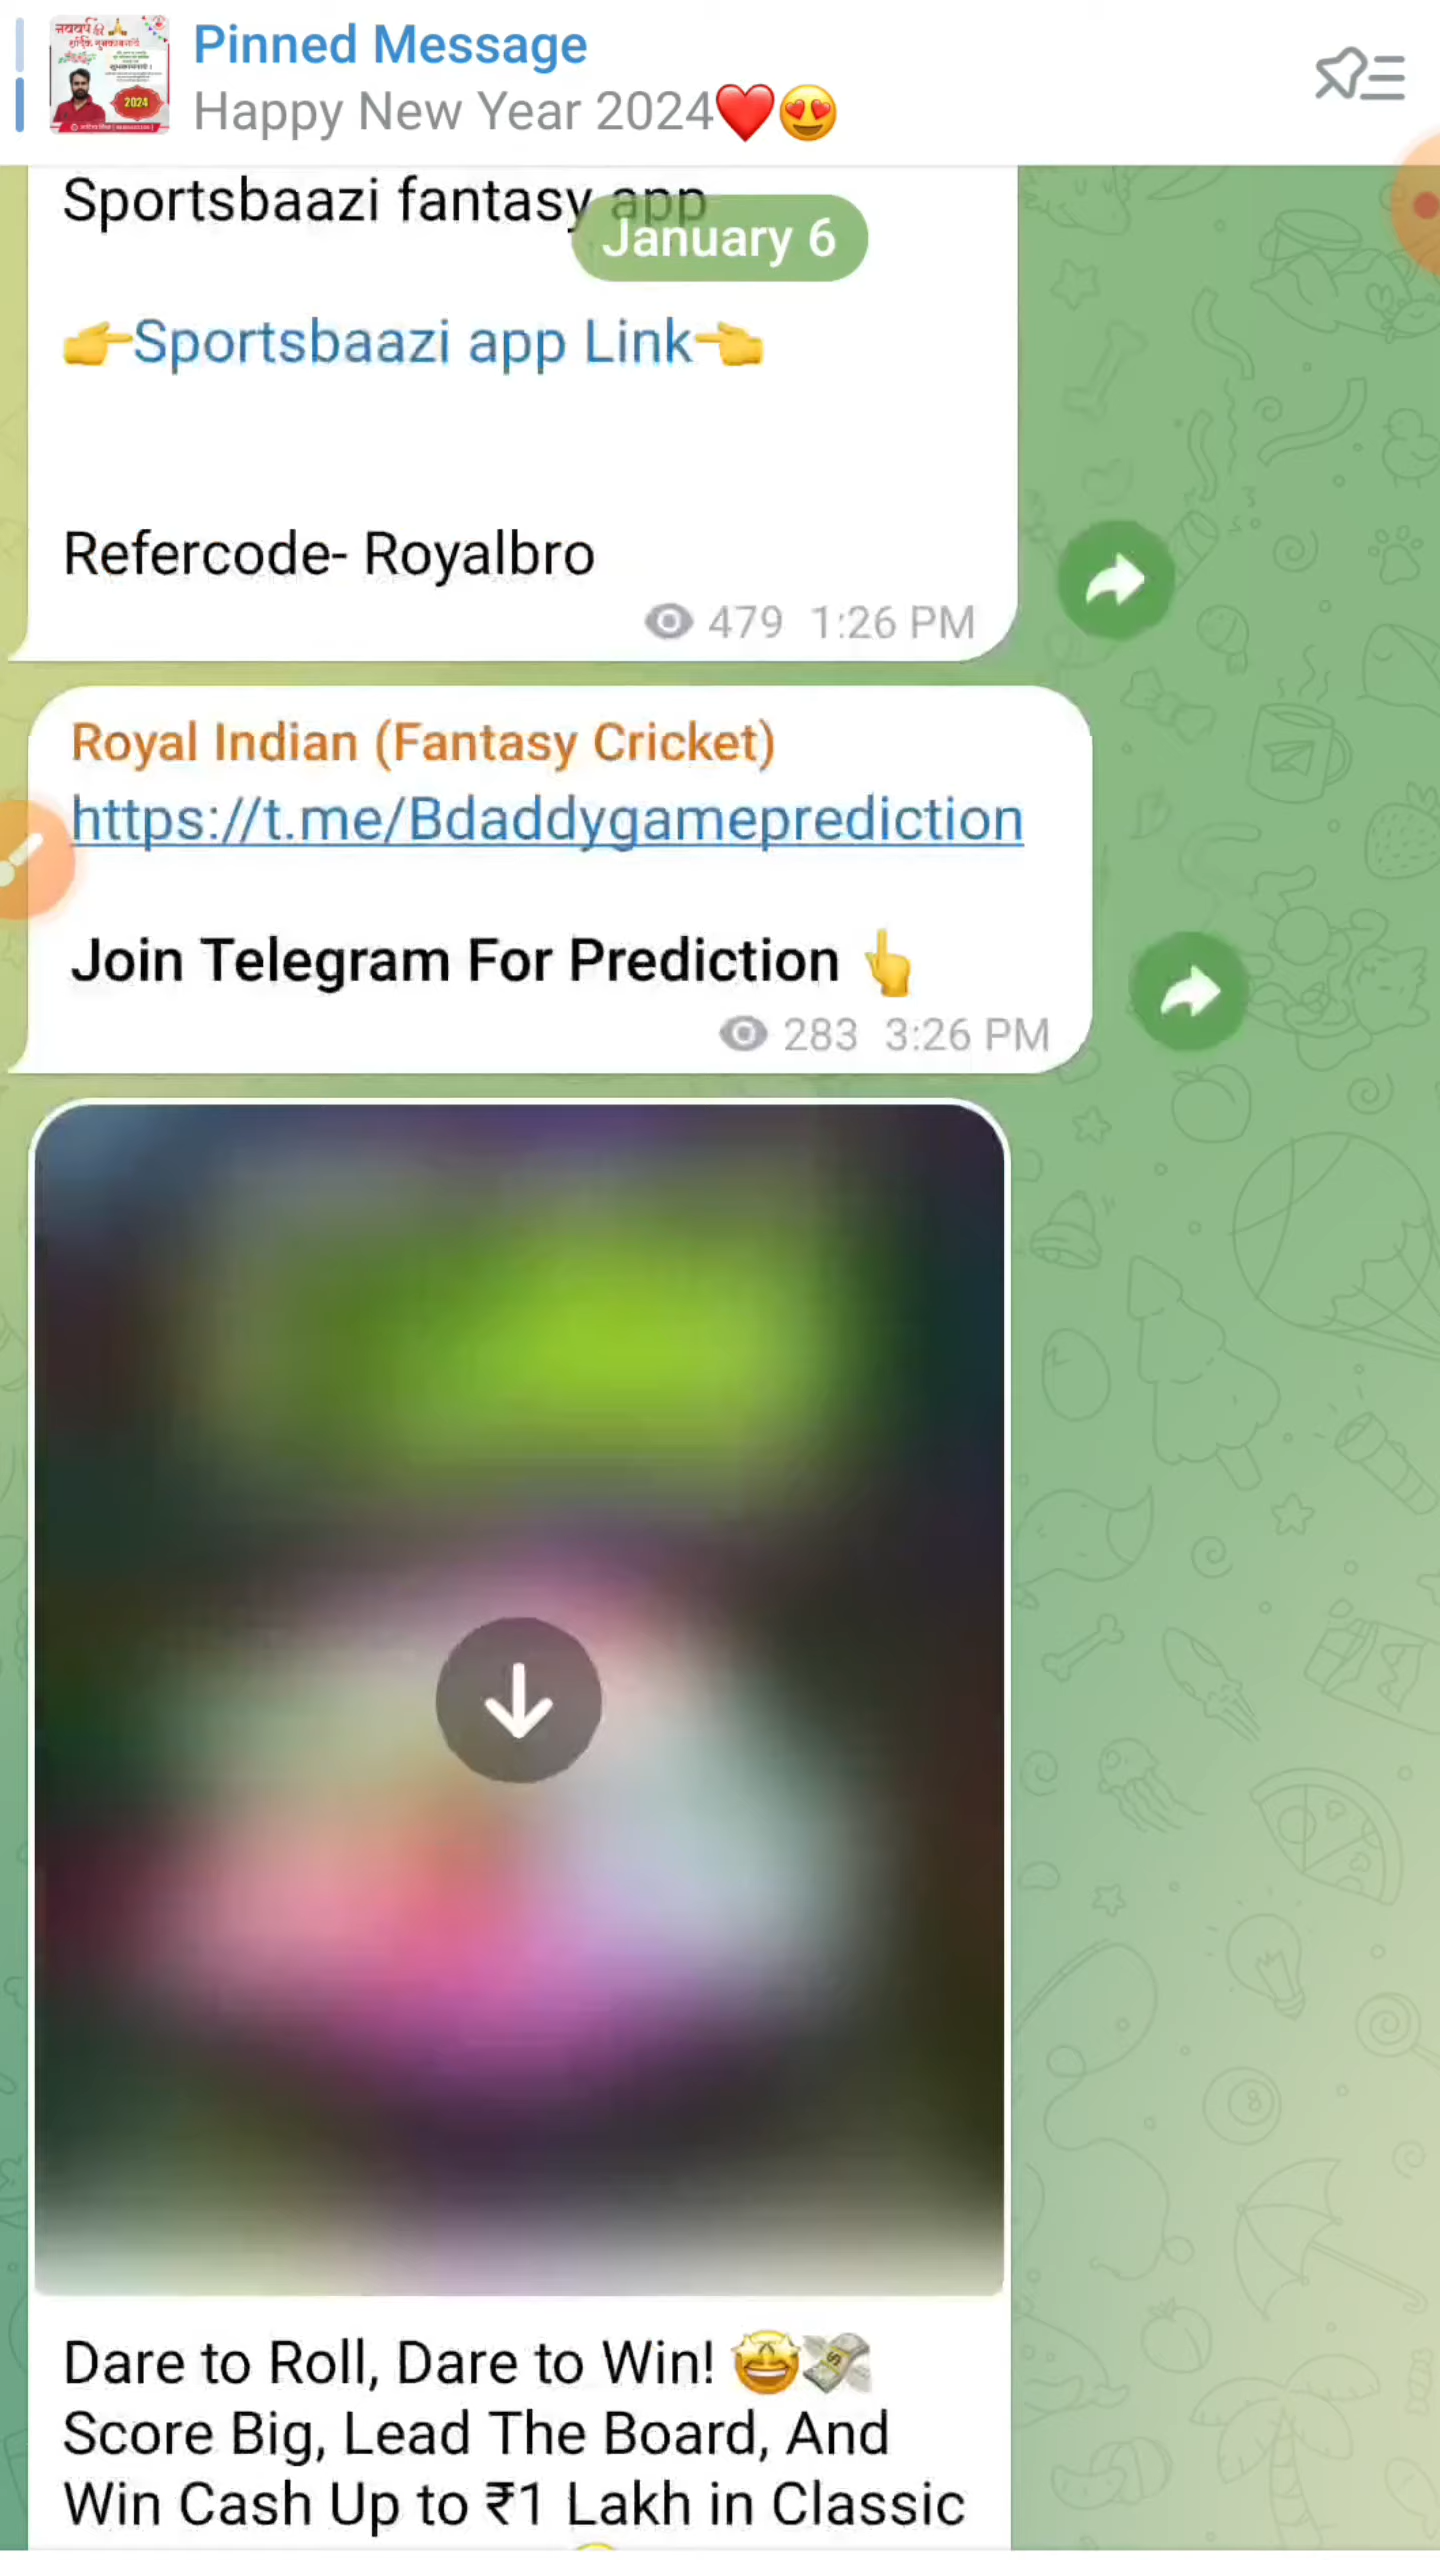 Pinned Message
Happy New Year 2024❤️😍
2024
Sportsbaazi fantasy app
January 6
👉Sportsbaazi app Link👈
Refercode- Royalbro
479 1:26 PM
Royal Indian (Fantasy Cricket)
https://t.me/Bdaddygameprediction
Join Telegram For Prediction 👆
283 3:26 PM
Dare to Roll, Dare to Win! 🤩💸
Score Big, Lead The Board, And
Win Cash Up to ₹1 Lakh in Classic